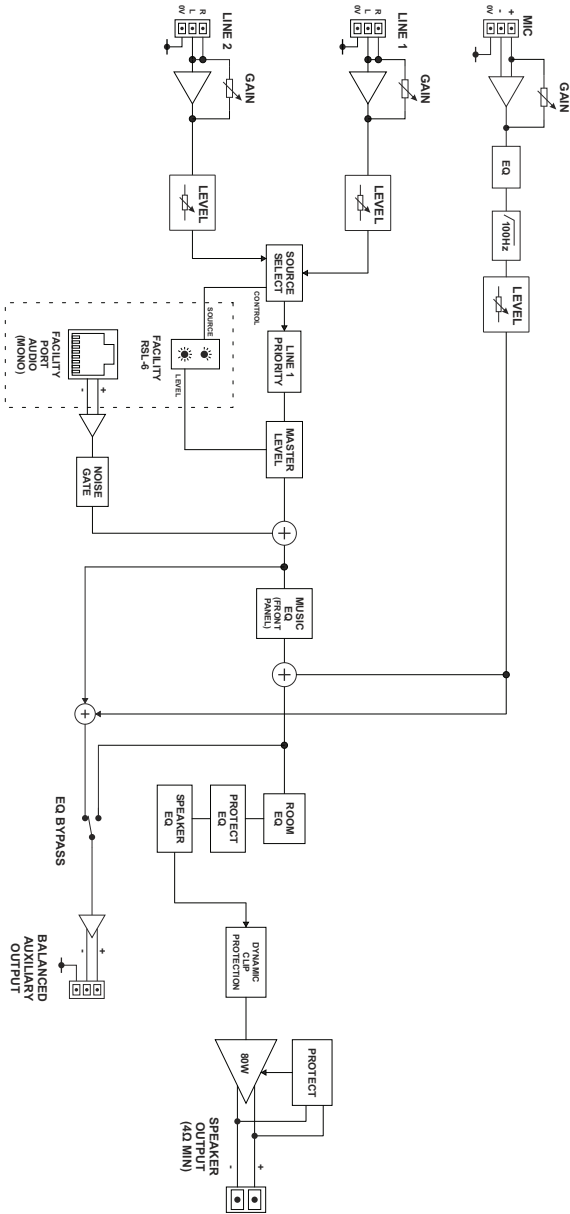 MIC
+
-
0V
GAIN
EQ
100Hz
LEVEL
LINE 1
R
L
0V
GAIN
LEVEL
LINE 2
R
L
0V
GAIN
LEVEL
SOURCE
SELECT
CONTROL
SOURCE
LINE 1
PRIORITY
MASTER
LEVEL
FACILITY
RSL-6
LEVEL
FACILITY
PORT
AUDIO
(MONO)
+
-
NOISE
GATE
+
MUSIC
EQ
(FRONT
PANEL)
+
+
ROOM
EQ
PROTECT
EQ
SPEAKER
EQ
EQ BYPASS
+
-
BALANCED
AUXILIARY
OUTPUT
DYNAMIC
CLIP
PROTECTION
80W
PROTECT
+
-
SPEAKER
OUTPUT
(4Ω MIN)